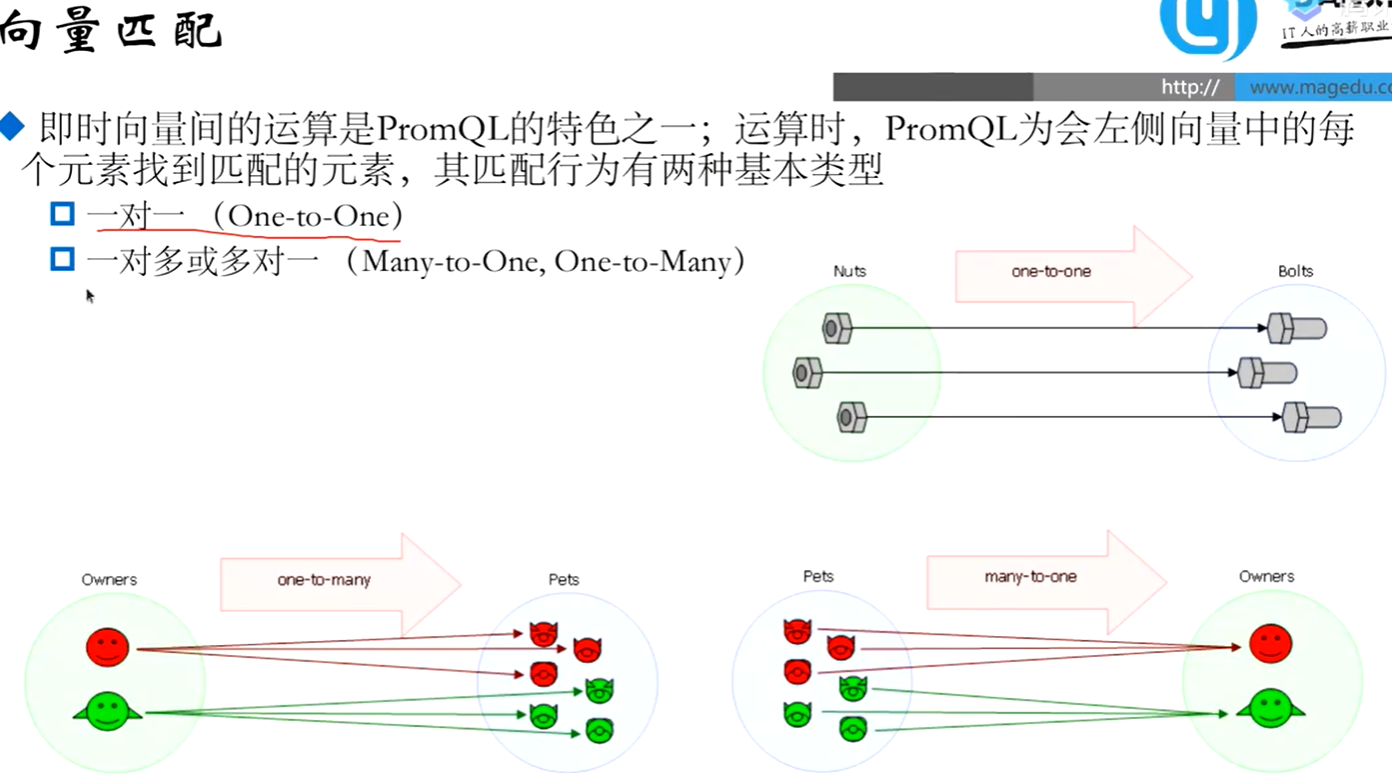 向量匹配
IT人的高薪职业
http://
www.magedu.co
即时向量间的运算是PromQL的特色之一；运算时，PromQL为会左侧向量中的每
个元素找到匹配的元素，其匹配行为有两种基本类型
一对一 （One-to-One）
一对多或多对一 （Many-to-One, One-to-Many）
Nuts
one-to-one
Bolts
Owners
one-to-many
Pets
Pets
many-to-one
Owners